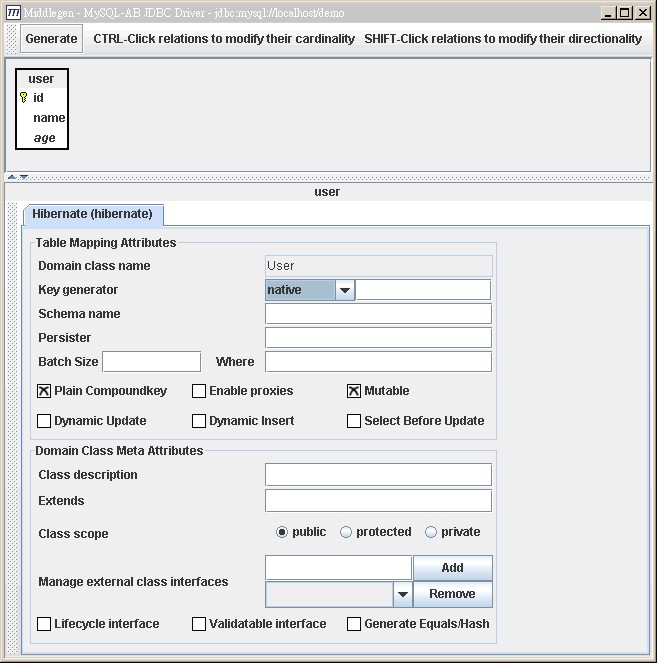 Middlegen - MySQL-AB JDBC Driver - jdbc:mysql://localhost/demo
Generate CTRL-Click relations to modify their cardinality SHIFT-Click relations to modify their directionality
user
id
name
age
user
Hibernate (hibernate)
Table Mapping Attributes
Domain class name User
Key generator native
Schema name
Persister
Batch Size Where
Plain Compoundkey Enable proxies Mutable
Dynamic Update Dynamic Insert Select Before Update
Domain Class Meta Attributes
Class description
Extends
Class scope public protected private
Add
Manage external class interfaces
Remove
Lifecycle interface Validatable interface Generate Equals/Hash